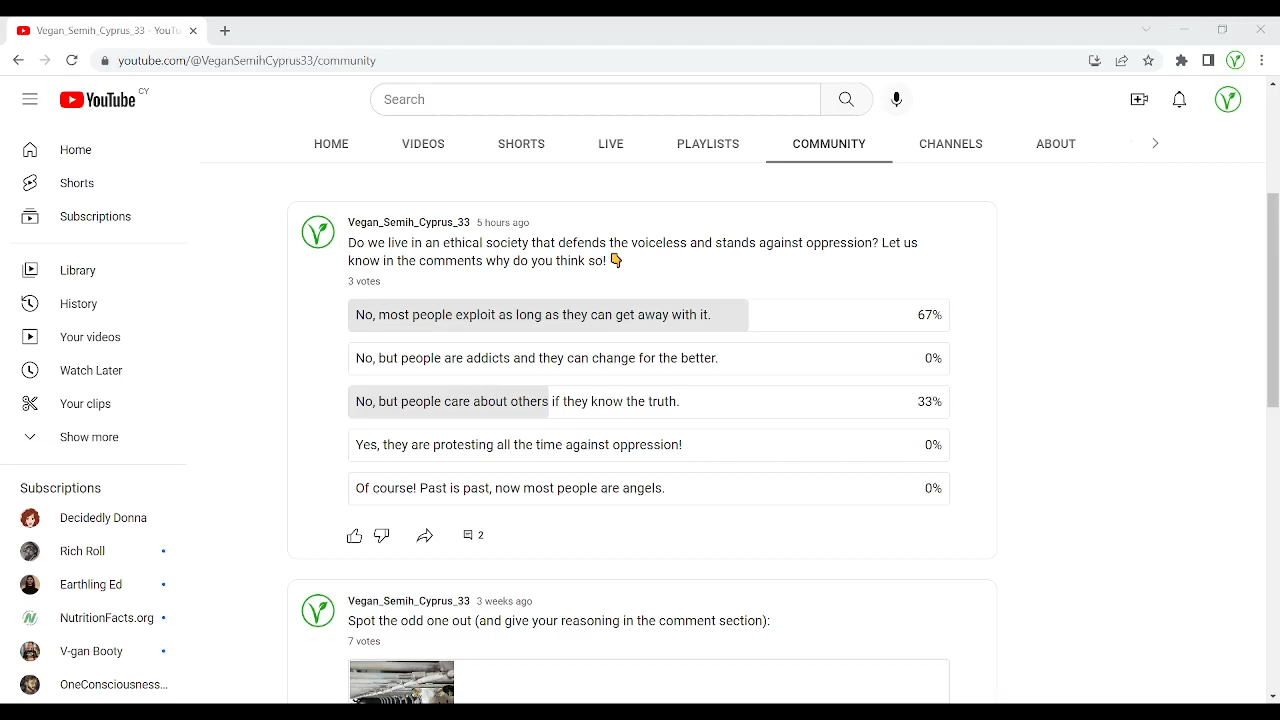 Vegan_Semih_Cyprus_33 - YouTu
youtube.com/@VeganSemihCyprus33/community
YouTube CY
Search
HOME VIDEOS SHORTS LIVE PLAYLISTS COMMUNITY CHANNELS ABOUT
Home
Shorts
Subscriptions
Library
History
Your videos
Watch Later
Your clips
Show more
Subscriptions
Decidedly Donna
Rich Roll
Earthling Ed
NutritionFacts.org
V-gan Booty
OneConsciousness...
Vegan_Semih_Cyprus_33 5 hours ago
Do we live in an ethical society that defends the voiceless and stands against oppression? Let us
know in the comments why do you think so! 👇
3 votes
No, most people exploit as long as they can get away with it. 67%
No, but people are addicts and they can change for the better. 0%
No, but people care about others if they know the truth. 33%
Yes, they are protesting all the time against oppression! 0%
Of course! Past is past, now most people are angels. 0%
2
Vegan_Semih_Cyprus_33 3 weeks ago
Spot the odd one out (and give your reasoning in the comment section):
7 votes